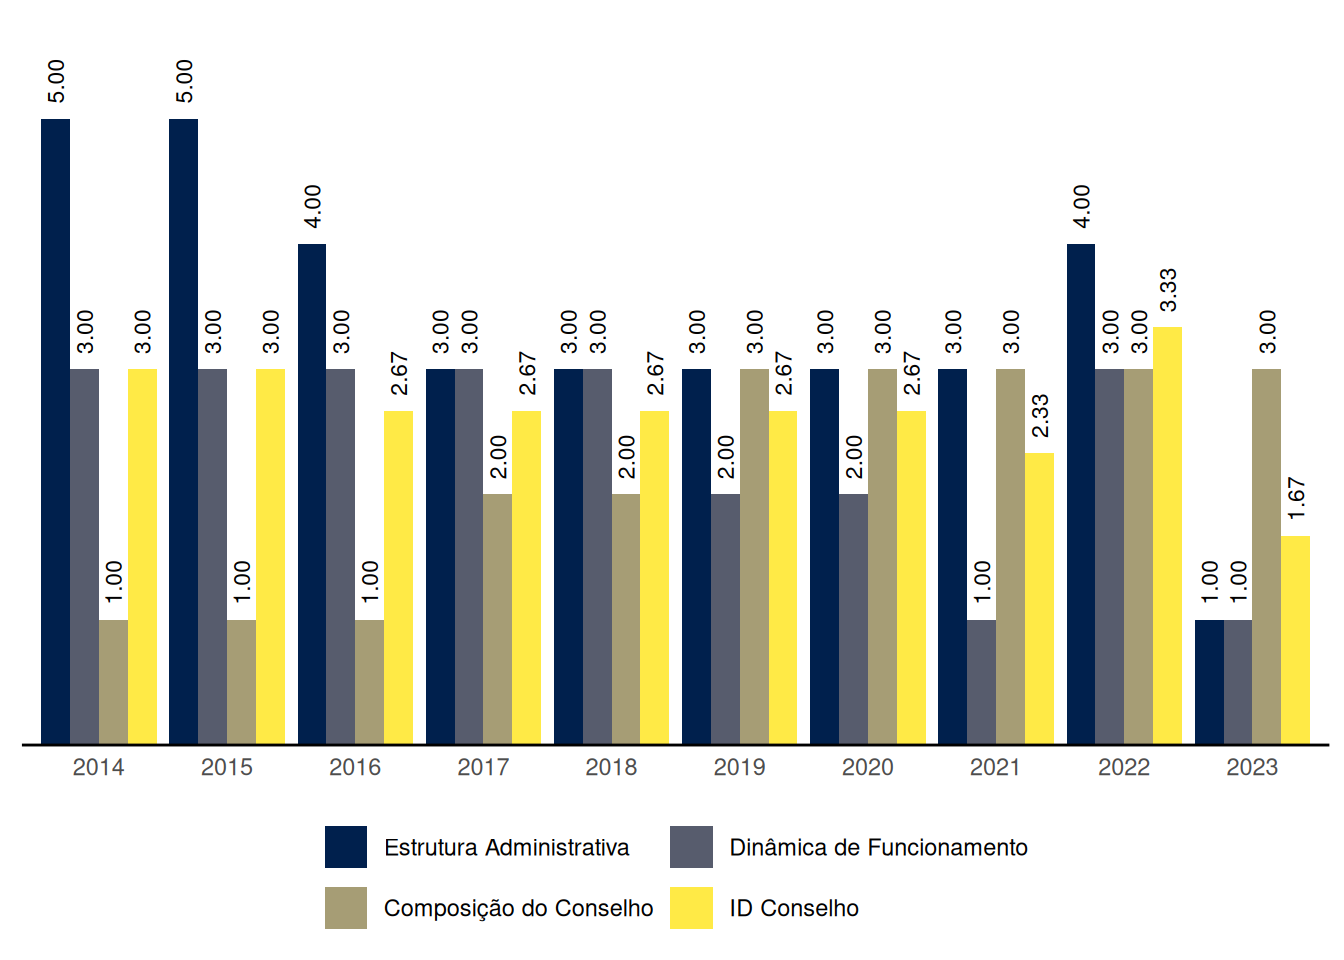 5.00 3.00 1.00 3.00
5.00 3.00 1.00 3.00
4.00 3.00 1.00 2.67
3.00 3.00 2.00 2.67
3.00 3.00 2.00 2.67
3.00 2.00 3.00 2.67
3.00 2.00 3.00 2.67
3.00 1.00 3.00 2.33
4.00 3.00 3.00 3.33
1.00 1.00 3.00 1.67
2014 2015 2016 2017 2018 2019 2020 2021 2022 2023
Estrutura Administrativa Dinâmica de Funcionamento
Composição do Conselho ID Conselho